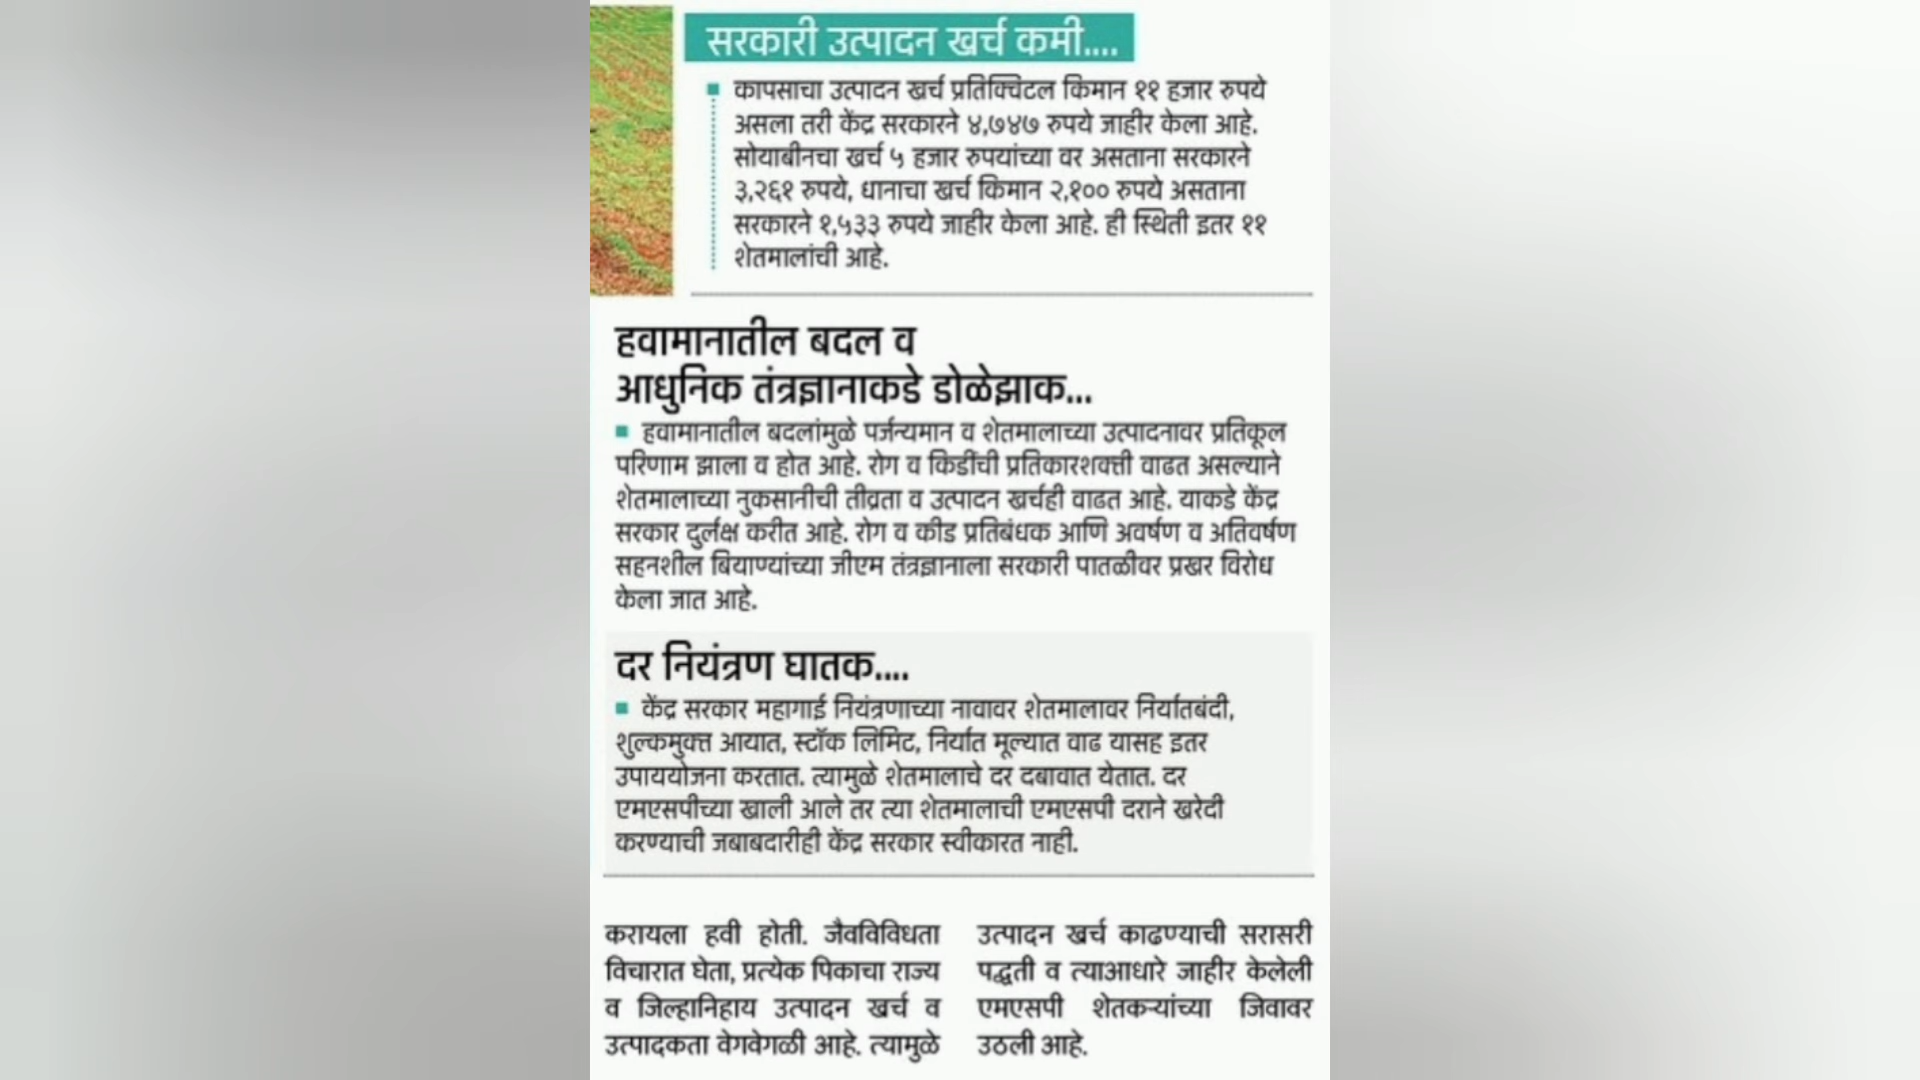 सरकारी उत्पादन खर्च कमी....
कापसाचा उत्पादन खर्च प्रतिक्विंटल किमान ११ हजार रुपये
असला तरी केंद्र सरकारने ४,७४७ रुपये जाहीर केला आहे.
सोयाबीनचा खर्च ५ हजार रुपयांच्या वर असताना सरकारने
३,२६१ रुपये, धानाचा खर्च किमान २,१०० रुपये असताना
सरकारने १,५३३ रुपये जाहीर केला आहे. ही स्थिती इतर ११
शेतमालांची आहे.
हवामानातील बदल व
आधुनिक तंत्रज्ञानाकडे डोळेझाक...
हवामानातील बदलांमुळे पर्जन्यमान व शेतमालाच्या उत्पादनावर प्रतिकूल
परिणाम झाला व होत आहे. रोग व किडींची प्रतिकारशक्ती वाढत असल्याने
शेतमालाच्या नुकसानीची तीव्रता व उत्पादन खर्चही वाढत आहे. याकडे केंद्र
सरकार दुर्लक्ष करीत आहे. रोग व कीड प्रतिबंधक आणि अवर्षण व अतिवर्षण
सहनशील बियाण्यांच्या जीएम तंत्रज्ञानाला सरकारी पातळीवर प्रखर विरोध
केला जात आहे.
दर नियंत्रण घातक....
केंद्र सरकार महागाई नियंत्रणाच्या नावावर शेतमालावर निर्यातबंदी,
शुल्कमुक्त आयात, स्टॉक लिमिट, निर्यात मूल्यात वाढ यासह इतर
उपाययोजना करतात. त्यामुळे शेतमालाचे दर दबावात येतात. दर
एमएसपीच्या खाली आले तर त्या शेतमालाची एमएसपी दराने खरेदी
करण्याची जबाबदारीही केंद्र सरकार स्वीकारत नाही.
करायला हवी होती. जैवविविधता
विचारात घेता, प्रत्येक पिकाचा राज्य
व जिल्हानिहाय उत्पादन खर्च व
उत्पादकता वेगवेगळी आहे. त्यामुळे
उत्पादन खर्च काढण्याची सरासरी
पद्धती व त्याआधारे जाहीर केलेली
एमएसपी शेतकऱ्यांच्या जिवावर
उठली आहे.